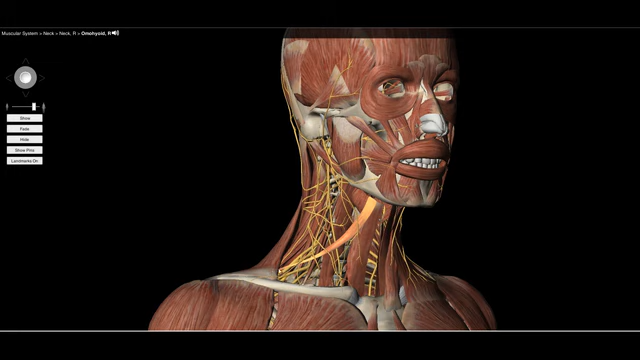 Muscular System > Neck > Neck, R > Omohyoid, R
Show
Fade
Hide
Show Pins
Landmarks On